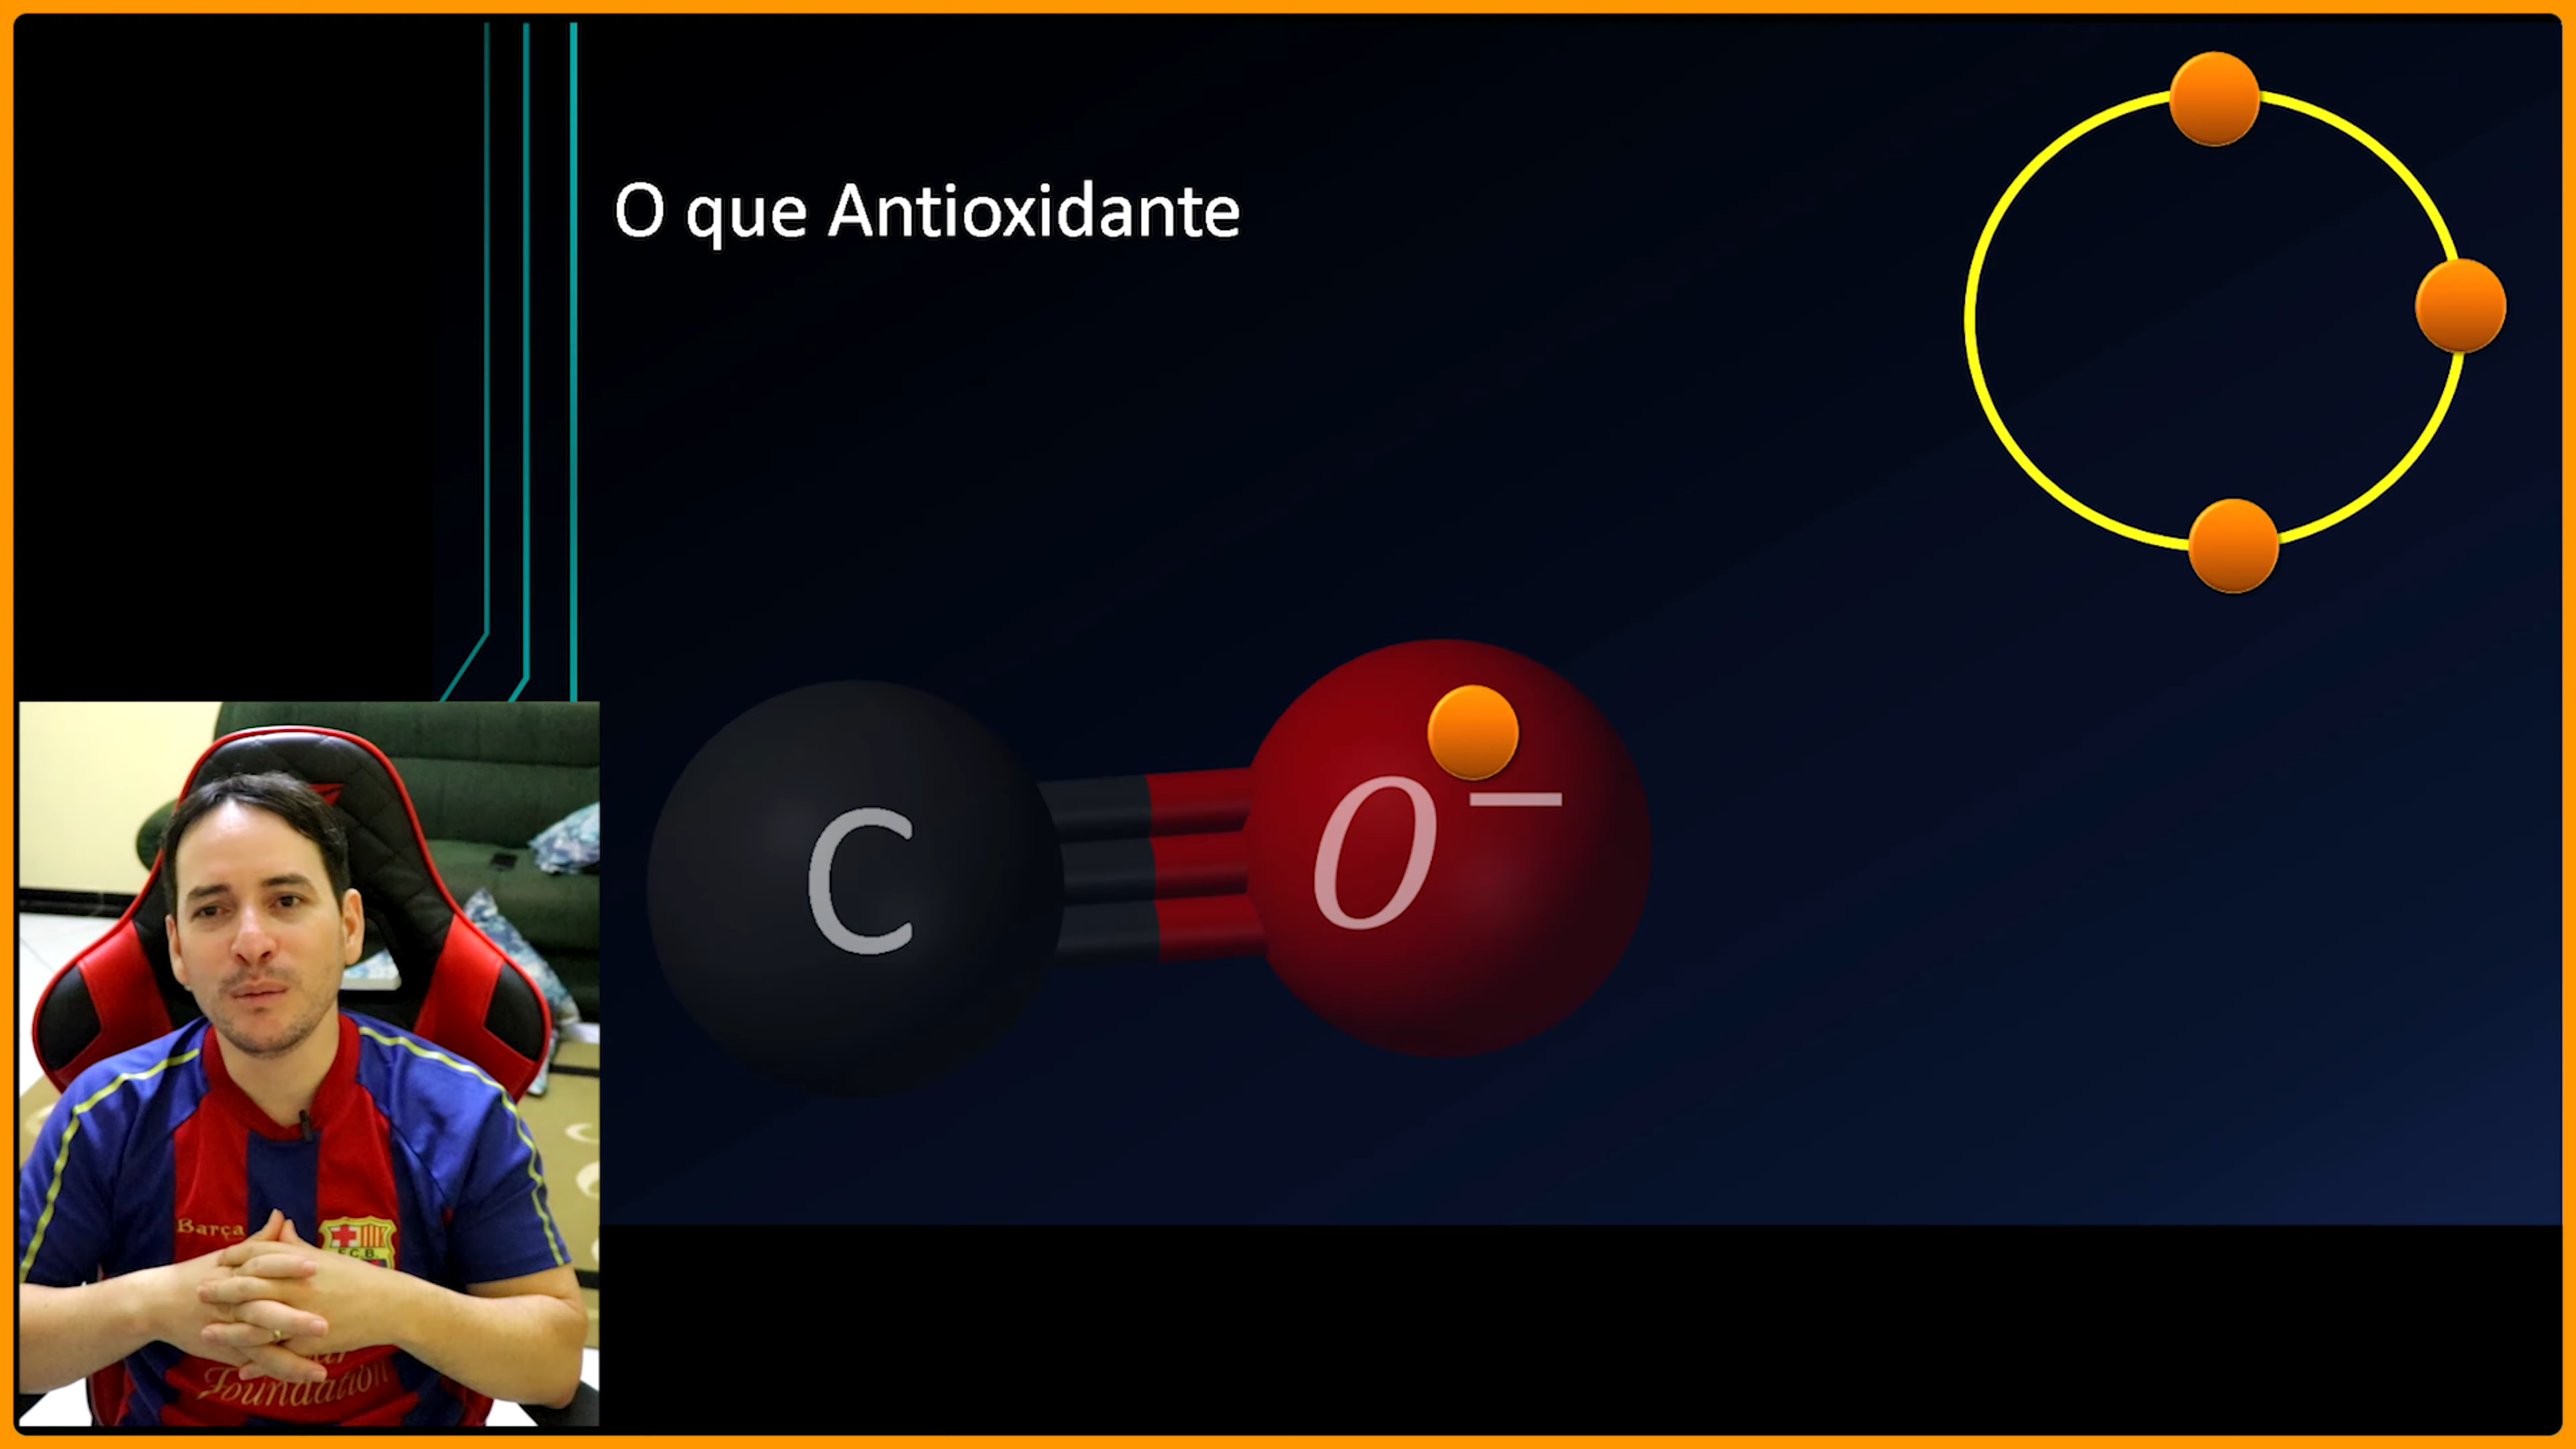 O que Antioxidante
C
O⁻
Barça
F.C.B.
Foundation